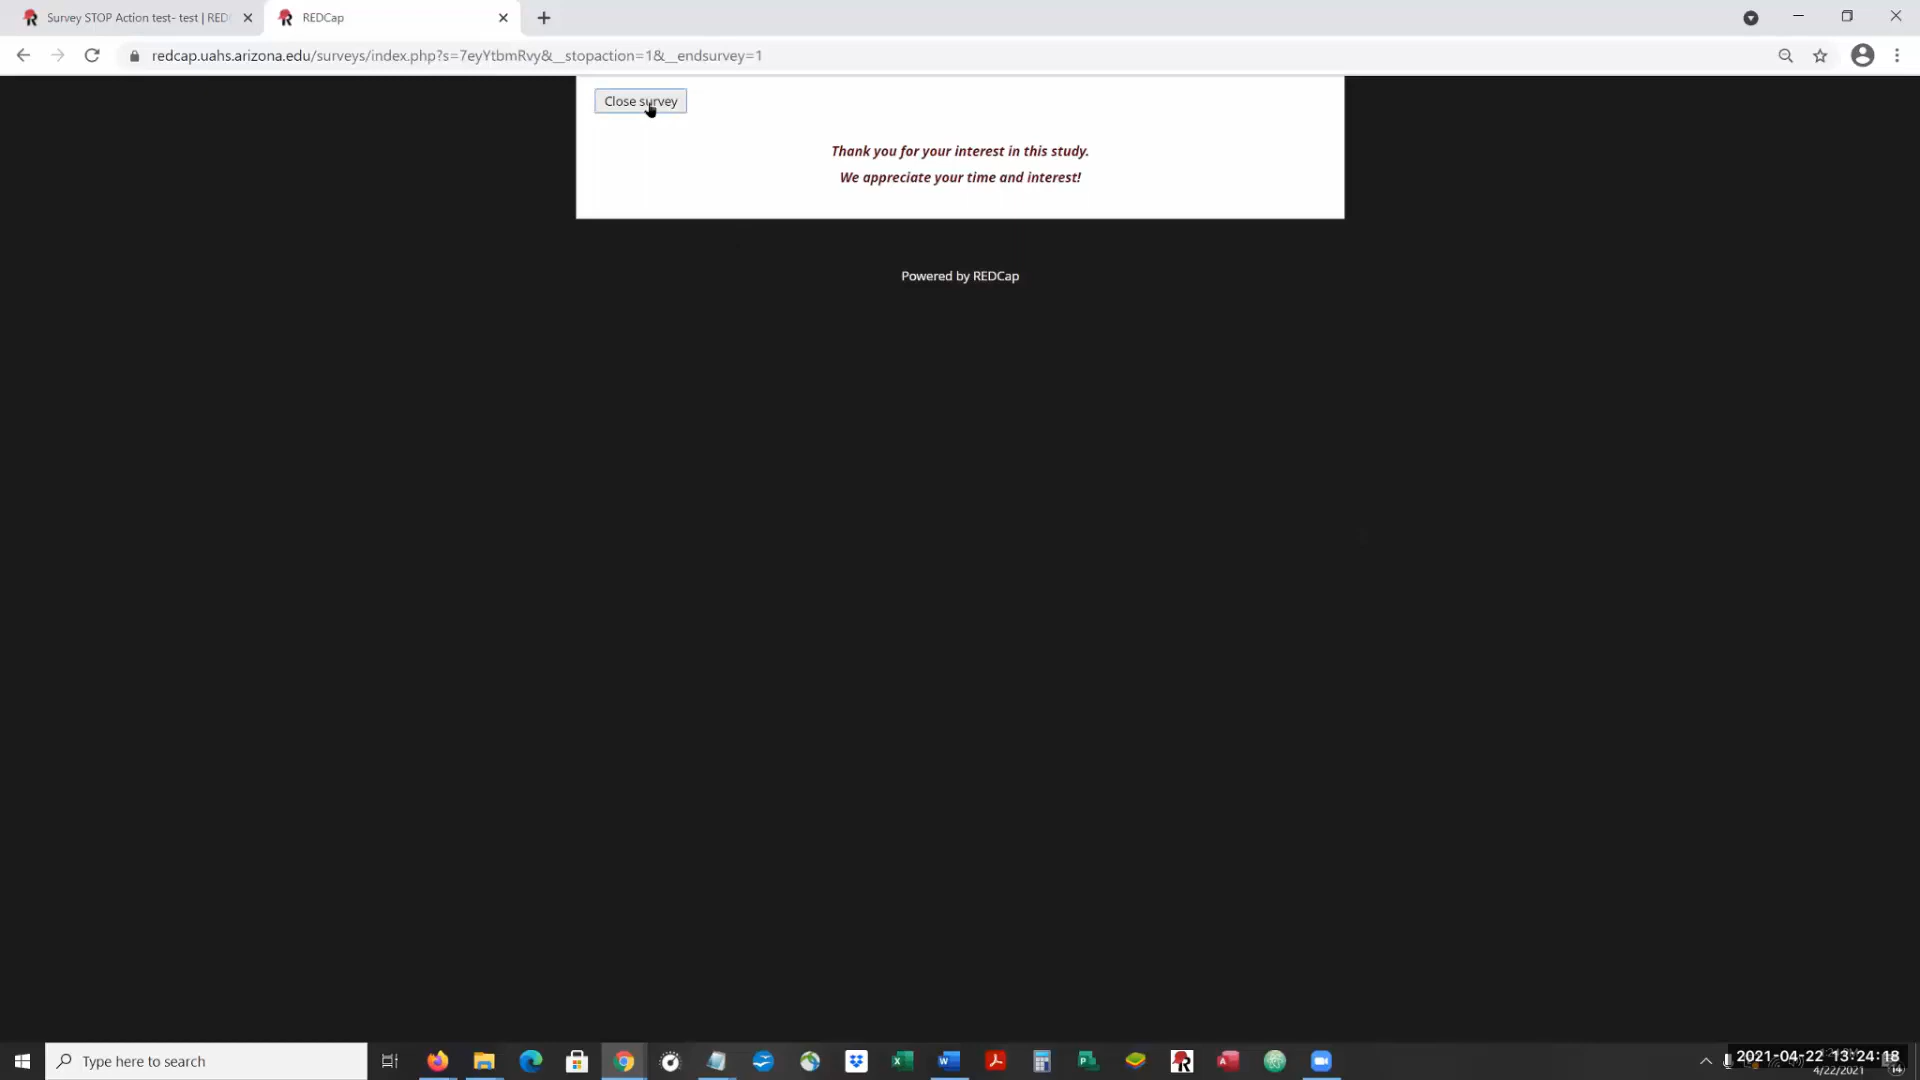 Survey STOP Action test- test | RED
REDCap
redcap.uahs.arizona.edu/surveys/index.php?s=7eyYtbmRvy&__stopaction=1&__endsurvey=1
Close survey
Thank you for your interest in this study.
We appreciate your time and interest!
Powered by REDCap
Type here to search
2021-04-22 13:24:18
4/22/2021
14